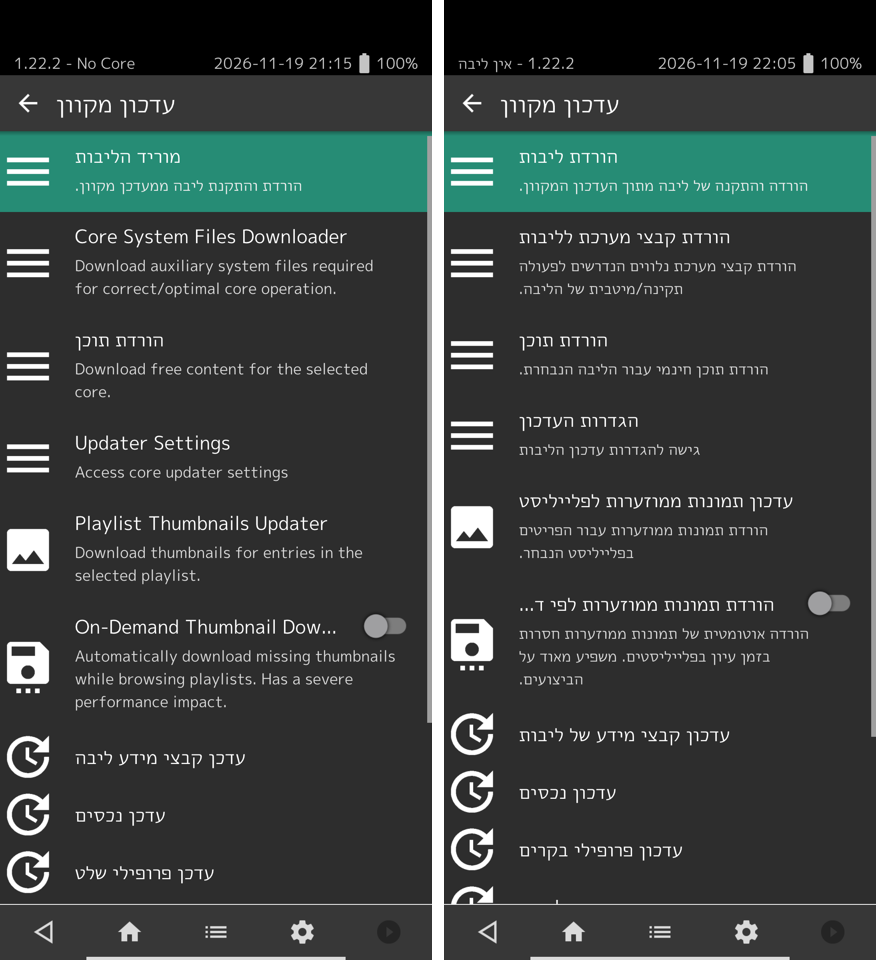 1.22.2 - No Core
2026-11-19 21:15
100%
עדכון מקוון
מוריד הליבות
הורדת והתקנת ליבה ממעדכן מקוון.
Core System Files Downloader
Download auxiliary system files required
for correct/optimal core operation.
הורדת תוכן
Download free content for the selected
core.
Updater Settings
Access core updater settings
Playlist Thumbnails Updater
Download thumbnails for entries in the
selected playlist.
On-Demand Thumbnail Dow...
Automatically download missing thumbnails
while browsing playlists. Has a severe
performance impact.
עדכן קבצי מידע ליבה
עדכן נכסים
עדכן פרופילי שלט
1.22.2 - אין ליבה
2026-11-19 22:05
100%
עדכון מקוון
הורדת ליבות
הורדה והתקנה של ליבה מתוך העדכון המקוון.
הורדת קבצי מערכת לליבות
הורדת קבצי מערכת נלווים הנדרשים לפעולה
תקינה/מיטבית של הליבה.
הורדת תוכן
הורדת תוכן חינמי עבור הליבה הנבחרת.
הגדרות העדכון
גישה להגדרות עדכון הליבות
עדכון תמונות ממוזערות לפלייליסט
הורדת תמונות ממוזערות עבור הפריטים
בפלייליסט הנבחר.
הורדת תמונות ממוזערות לפי ד...
הורדה אוטומטית של תמונות ממוזערות חסרות
בזמן עיון בפלייליסטים. משפיע מאוד על
הביצועים.
עדכון קבצי מידע של ליבות
עדכון נכסים
עדכון פרופילי בקרים